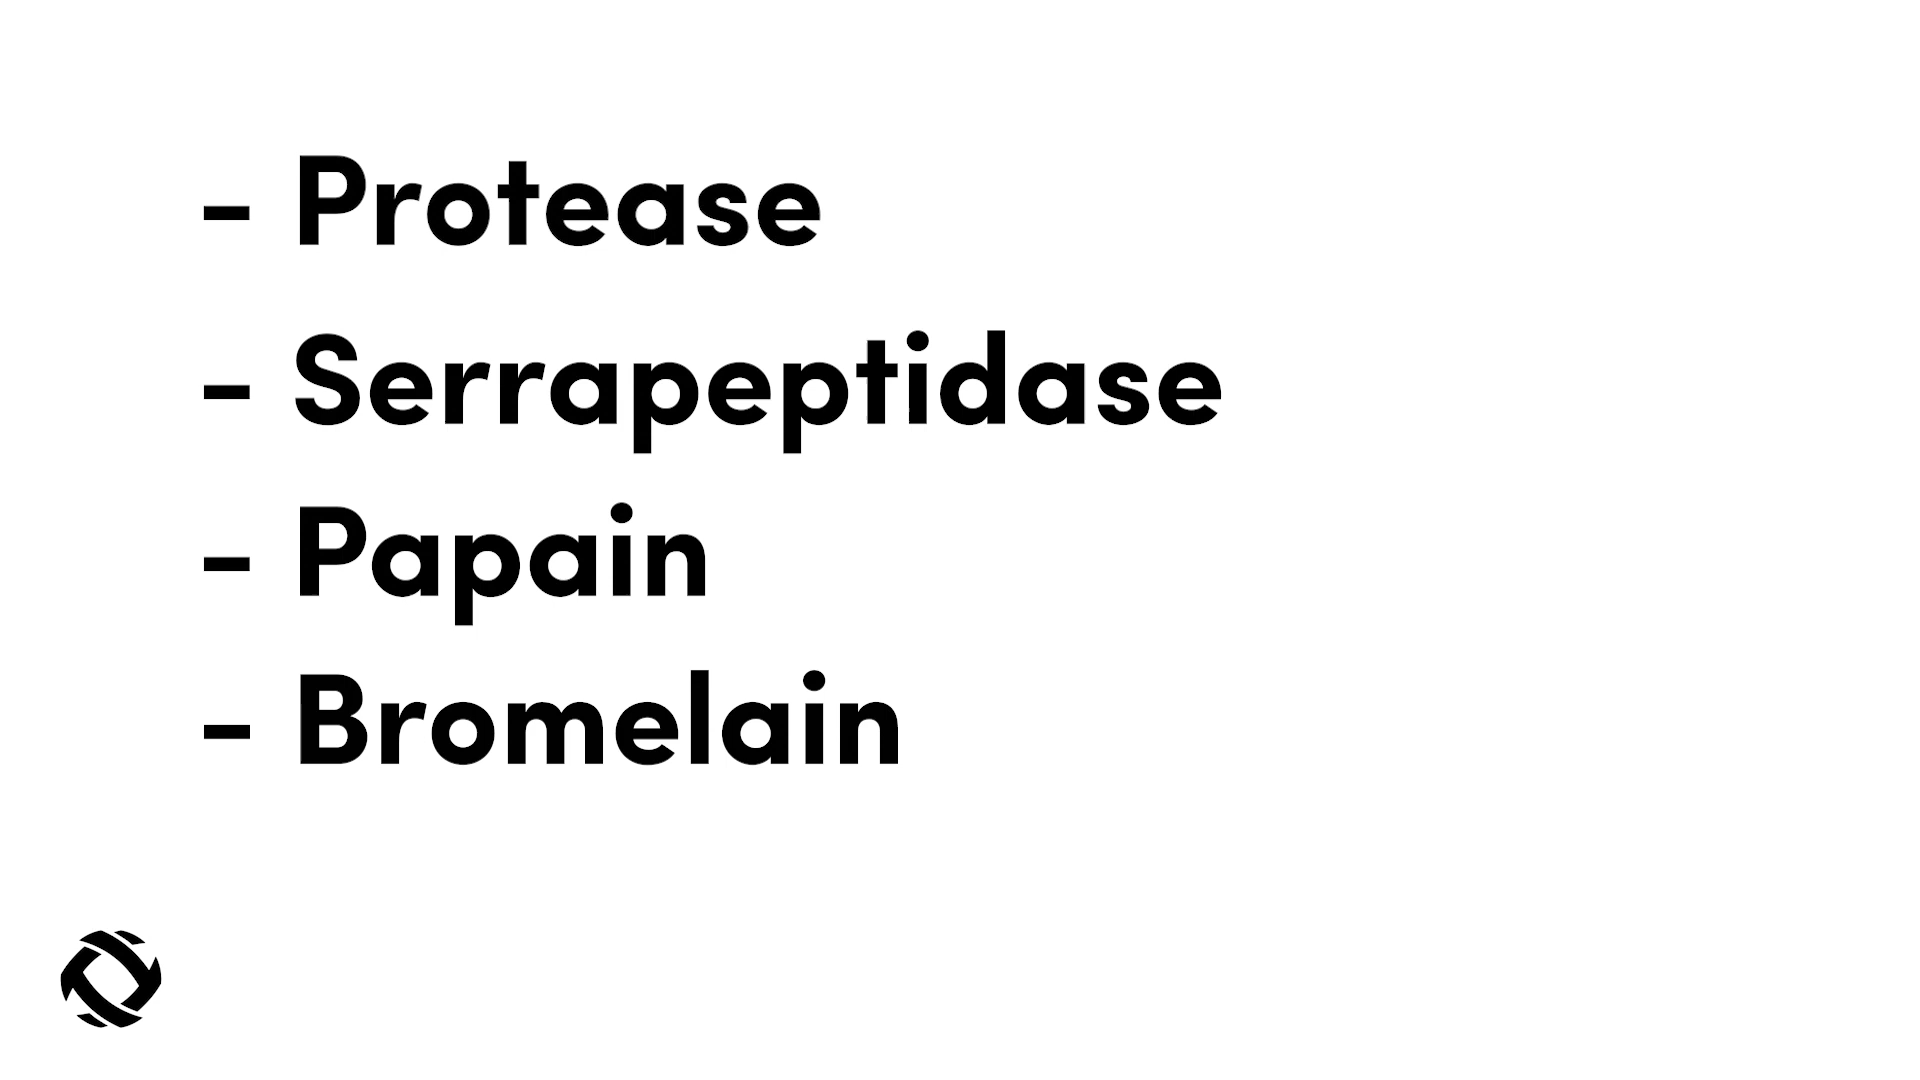 - Protease
- Serrapeptidase
- Papain
- Bromelain